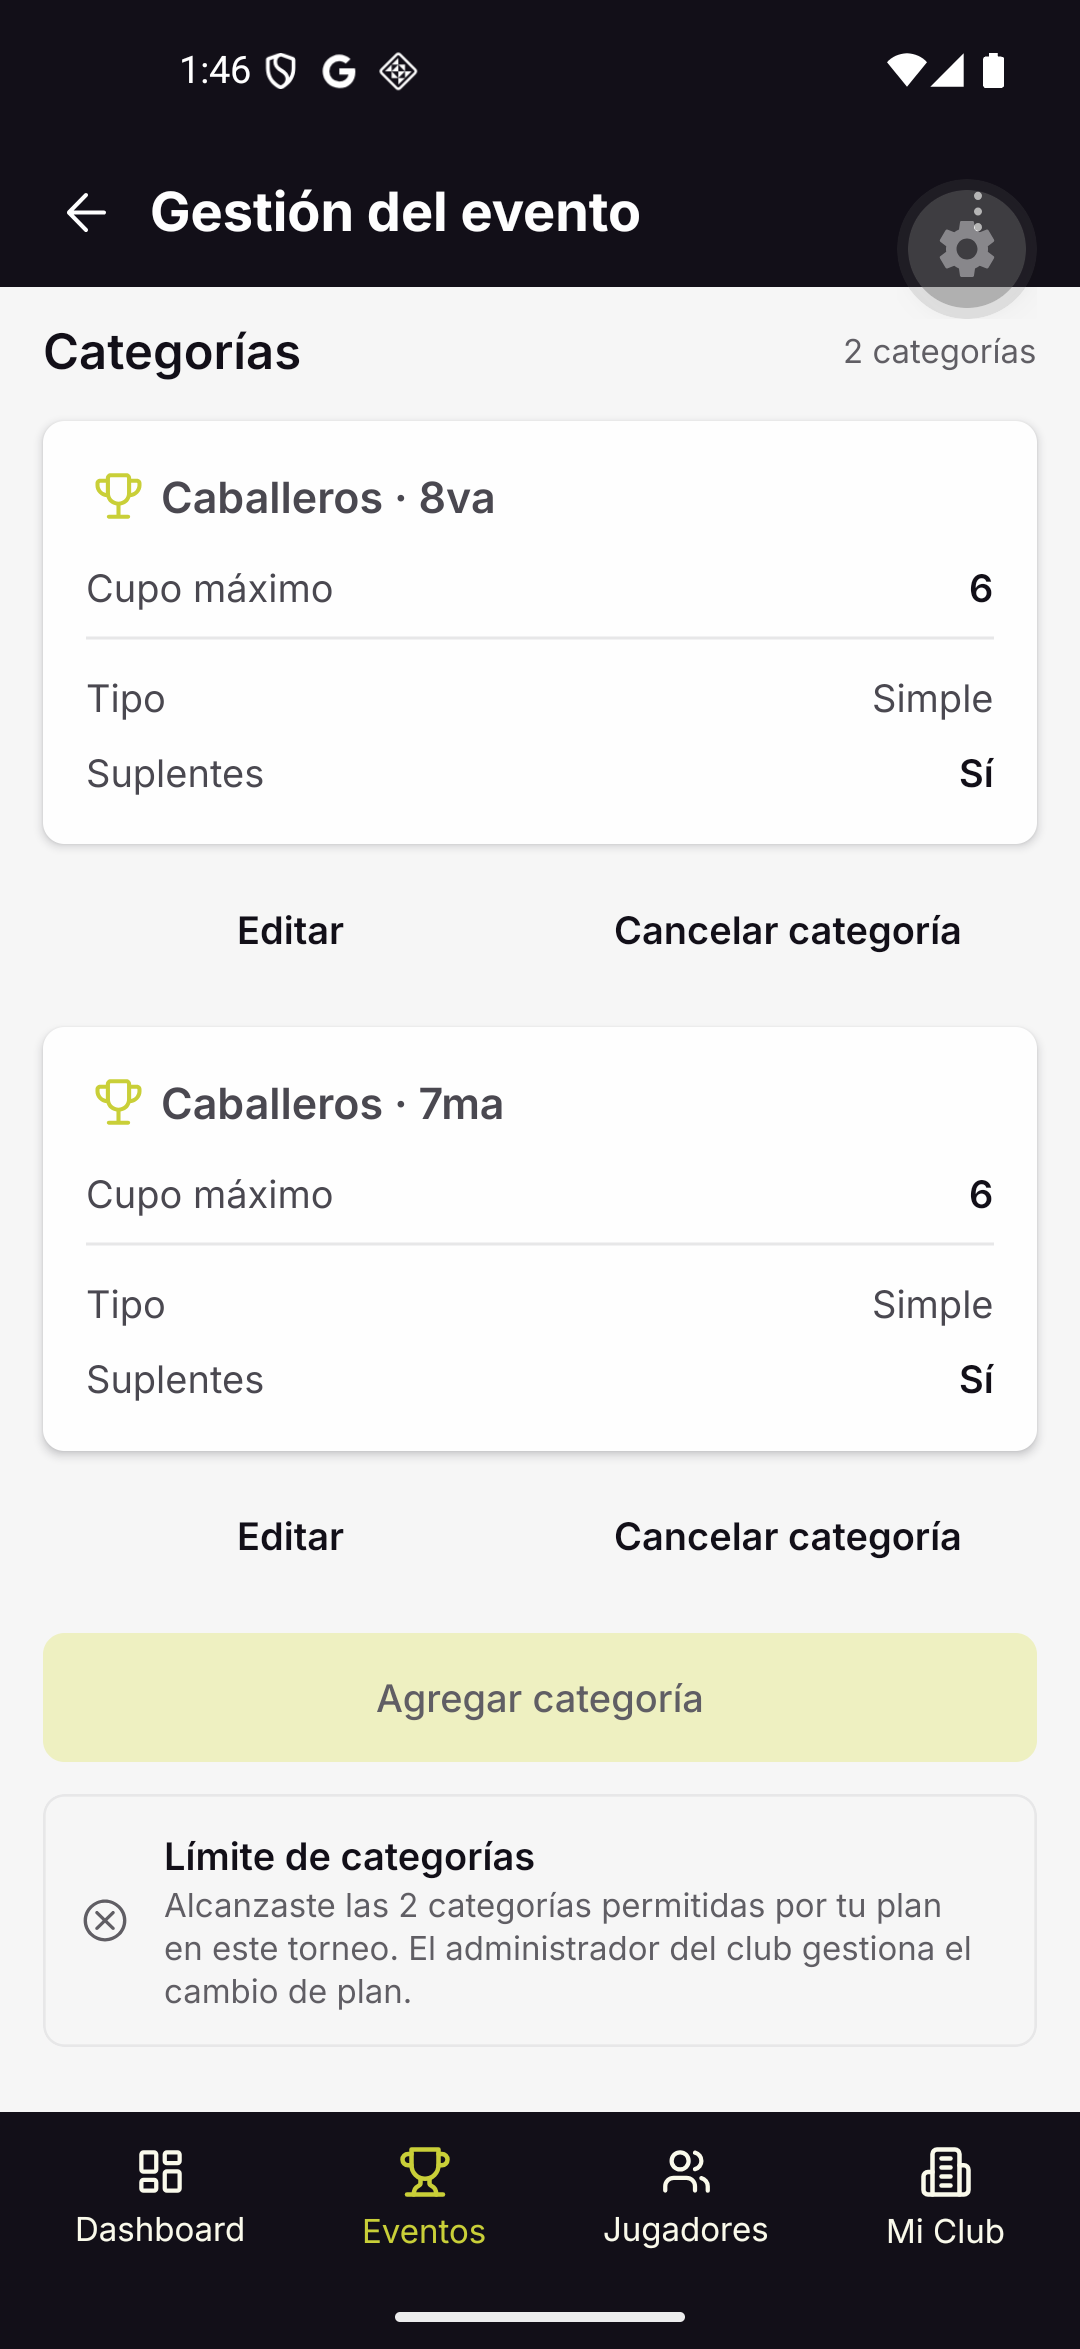 1:46
Gestión del evento
Categorías
2 categorías
Caballeros · 8va
Cupo máximo 6
Tipo Simple
Suplentes Sí
Editar Cancelar categoría
Caballeros · 7ma
Cupo máximo 6
Tipo Simple
Suplentes Sí
Editar Cancelar categoría
Agregar categoría
Límite de categorías
Alcanzaste las 2 categorías permitidas por tu plan
en este torneo. El administrador del club gestiona el
cambio de plan.
Dashboard Eventos Jugadores Mi Club